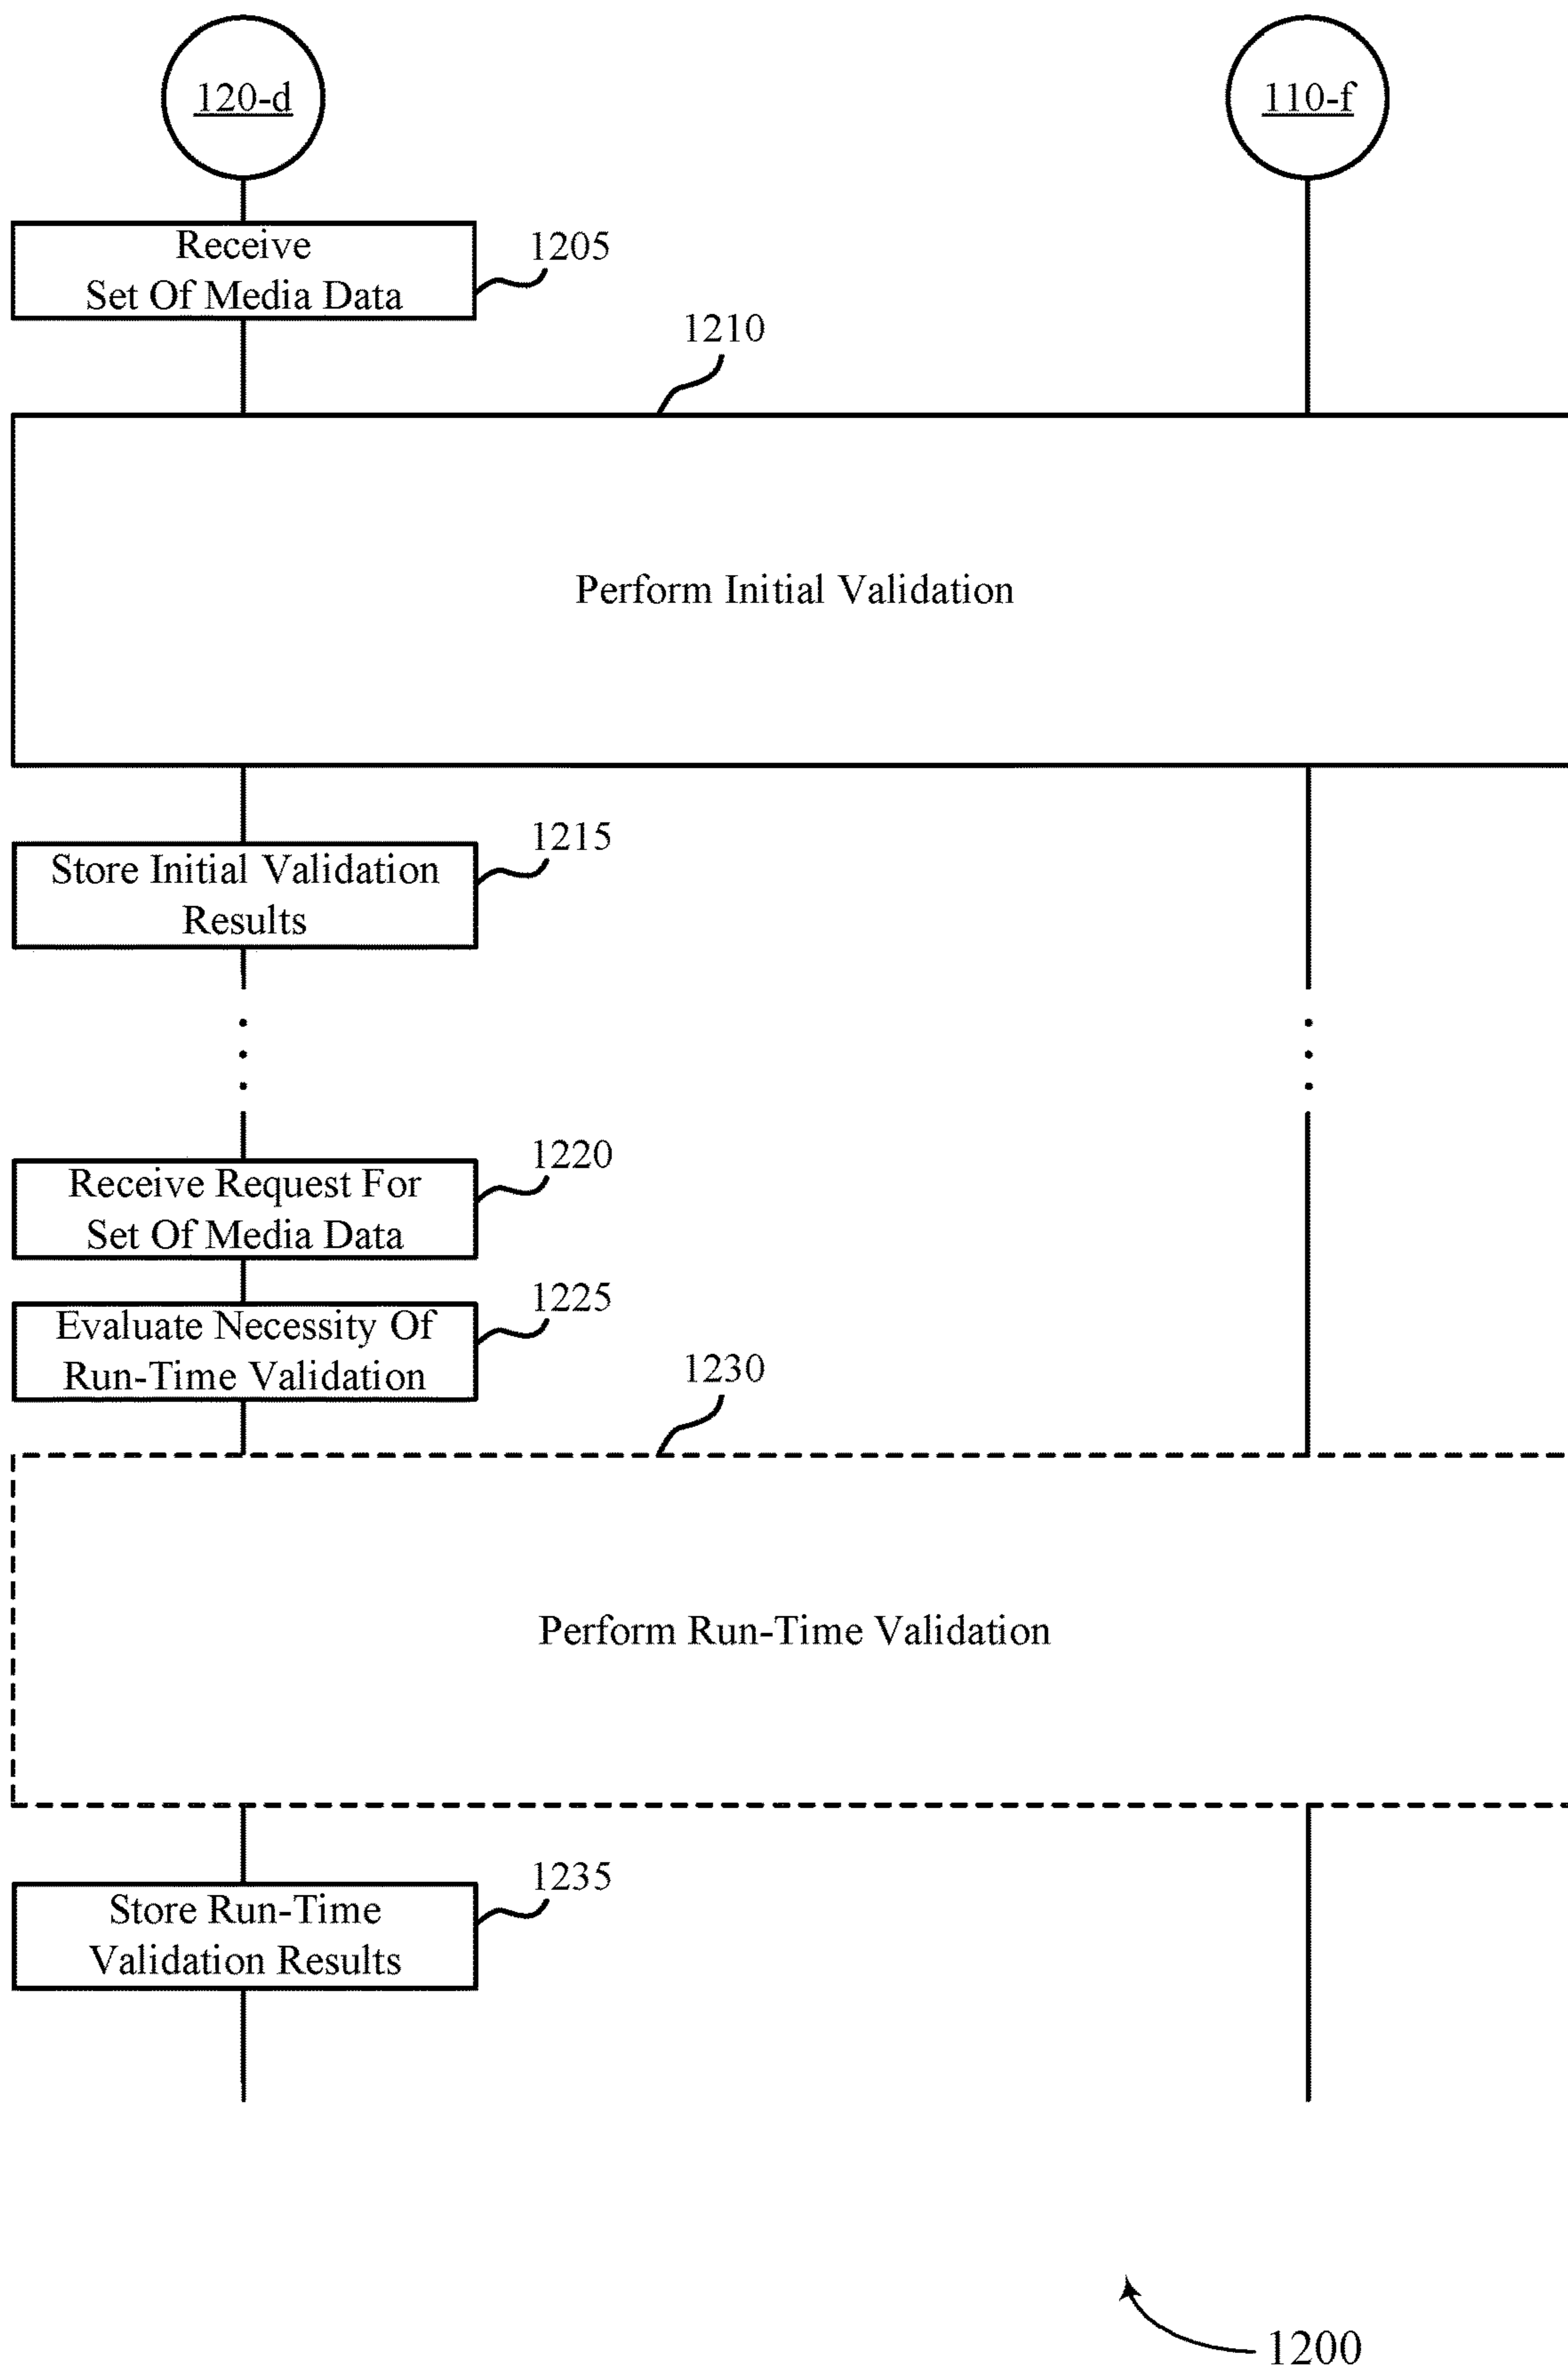 120-d
110-f
Receive
Set Of Media Data
1205
1210
Perform Initial Validation
1215
Store Initial Validation
Results
1220
Receive Request For
Set Of Media Data
1225
Evaluate Necessity Of
Run-Time Validation
1230
Perform Run-Time Validation
1235
Store Run-Time
Validation Results
1200